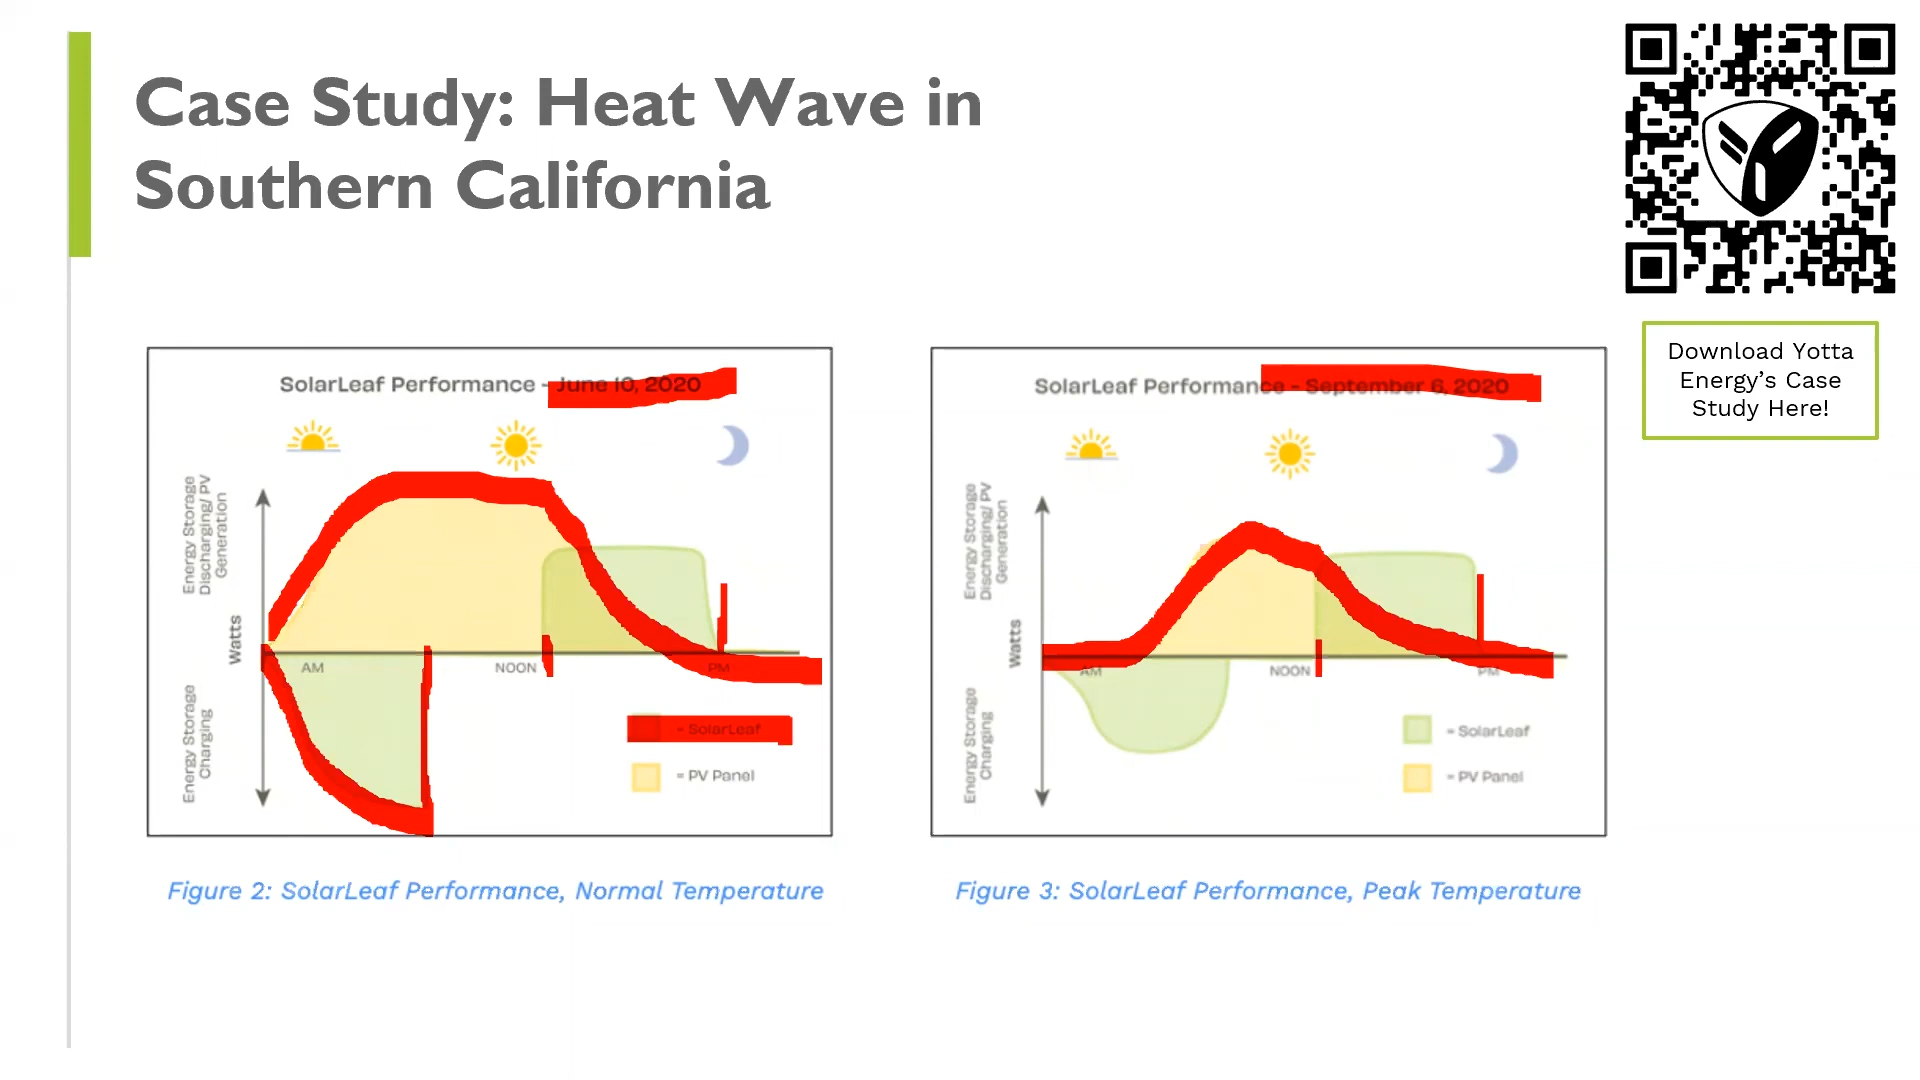 Case Study: Heat Wave in
Southern California
Download Yotta
Energy's Case
Study Here!
SolarLeaf Performance - June 10, 2020
Energy Storage
Discharging/ PV
Generation
Watts
Energy Storage
Charging
AM
NOON
PM
= SolarLeaf
= PV Panel
Figure 2: SolarLeaf Performance, Normal Temperature
SolarLeaf Performance - September 6, 2020
Energy Storage
Discharging/ PV
Generation
Watts
Energy Storage
Charging
AM
NOON
PM
= SolarLeaf
= PV Panel
Figure 3: SolarLeaf Performance, Peak Temperature